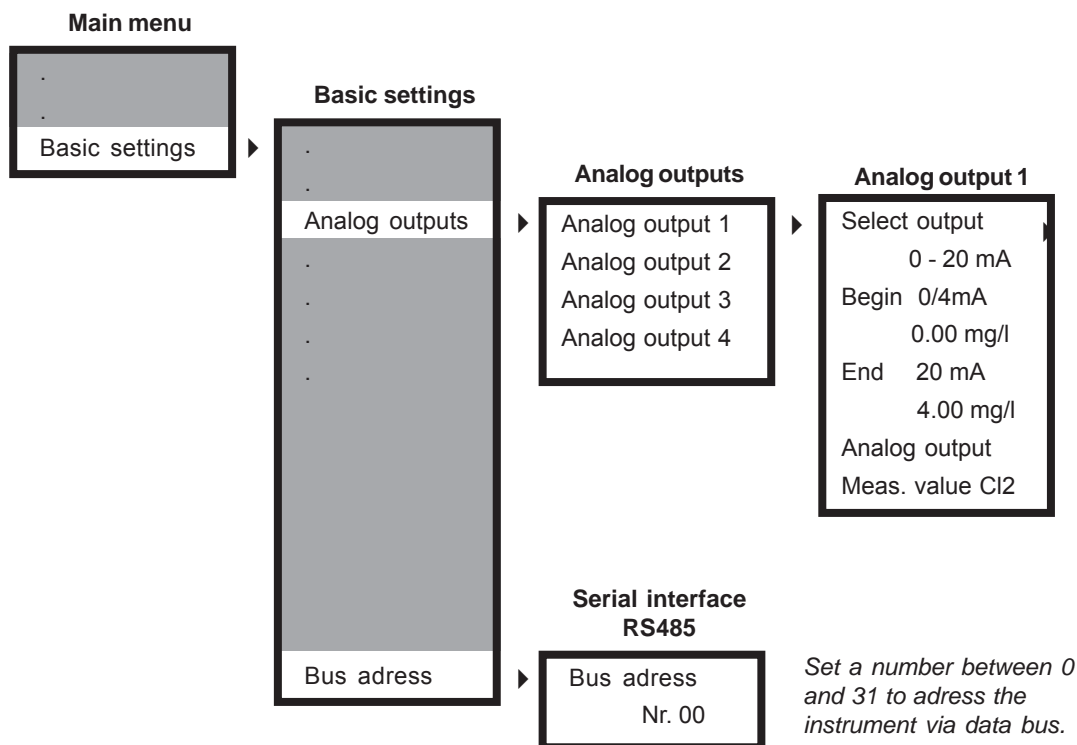 Main menu
.
.
Basic settings
Basic settings
.
.
Analog outputs
.
.
.
.
Bus adress
Analog outputs
Analog output 1
Analog output 2
Analog output 3
Analog output 4
Analog output 1
Select output
0 - 20 mA
Begin 0/4mA
0.00 mg/l
End 20 mA
4.00 mg/l
Analog output
Meas. value Cl2
Serial interface
RS485
Bus adress
Nr. 00
Set a number between 0
and 31 to adress the
instrument via data bus.